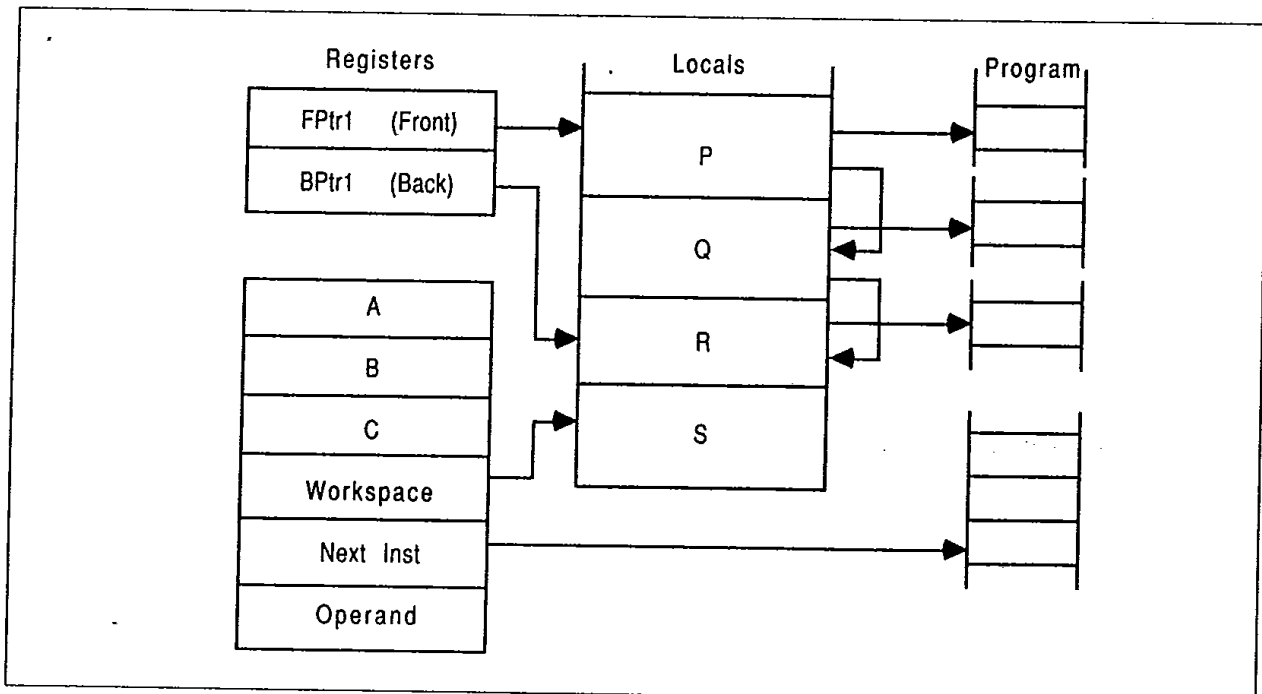 Registers
Locals
Program
FPtr1 (Front)
BPtr1 (Back)
P
Q
R
S
A
B
C
Workspace
Next Inst
Operand